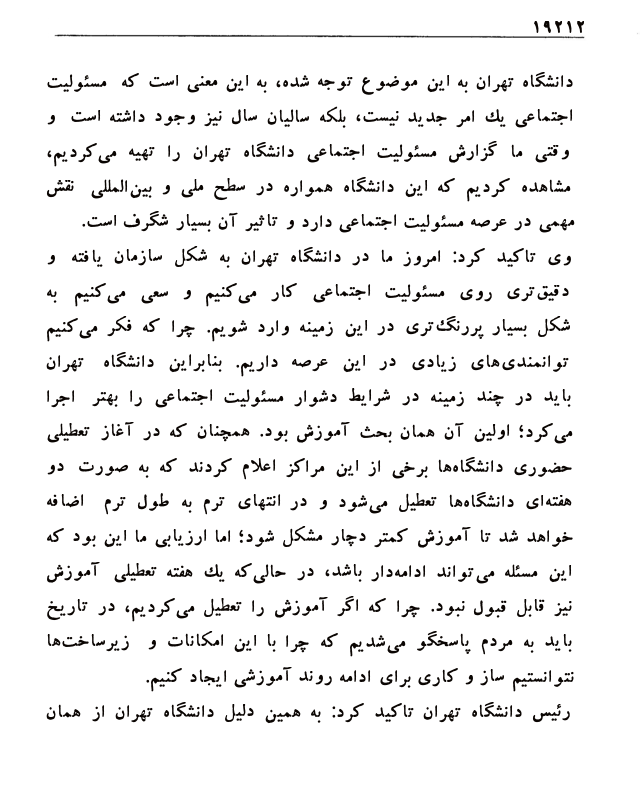 ۱۹۲۱۲
دانشگاه تهران به این موضوع توجه شده، به این معنی است که مسئولیت
اجتماعی یك امر جدید نیست، بلکه سالیان سال نیز وجود داشته است و
وقتی ما گزارش مسئولیت اجتماعی دانشگاه تهران را تهیه می‌کردیم،
مشاهده کردیم که این دانشگاه همواره در سطح ملی و بین‌المللی نقش
مهمی در عرصه مسئولیت اجتماعی دارد و تاثیر آن بسیار شگرف است.
وی تاکید کرد: امروز ما در دانشگاه تهران به شکل سازمان یافته و
دقیق‌تری روی مسئولیت اجتماعی کار می‌کنیم و سعی می‌کنیم به
شکل بسیار پررنگ‌تری در این زمینه وارد شویم. چرا که فکر می‌کنیم
توانمندی‌های زیادی در این عرصه داریم. بنابراین دانشگاه تهران
باید در چند زمینه در شرایط دشوار مسئولیت اجتماعی را بهتر اجرا
می‌کرد؛ اولین آن همان بحث آموزش بود. همچنان که در آغاز تعطیلی
حضوری دانشگاه‌ها برخی از این مراکز اعلام کردند که به صورت دو
هفته‌ای دانشگاه‌ها تعطیل می‌شود و در انتهای ترم به طول ترم اضافه
خواهد شد تا آموزش کمتر دچار مشکل شود؛ اما ارزیابی ما این بود که
این مسئله می‌تواند ادامه‌دار باشد، در حالی‌که یك هفته تعطیلی آموزش
نیز قابل قبول نبود. چرا که اگر آموزش را تعطیل می‌کردیم، در تاریخ
باید به مردم پاسخگو می‌شدیم که چرا با این امکانات و زیرساخت‌ها
نتوانستیم ساز و کاری برای ادامه روند آموزشی ایجاد کنیم.
رئیس دانشگاه تهران تاکید کرد: به همین دلیل دانشگاه تهران از همان